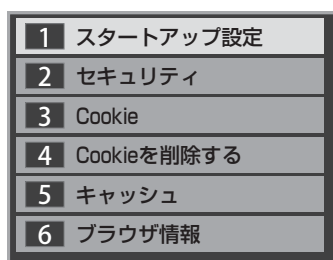 1 スタートアップ設定
2 セキュリティ
3 Cookie
4 Cookieを削除する
5 キャッシュ
6 ブラウザ情報